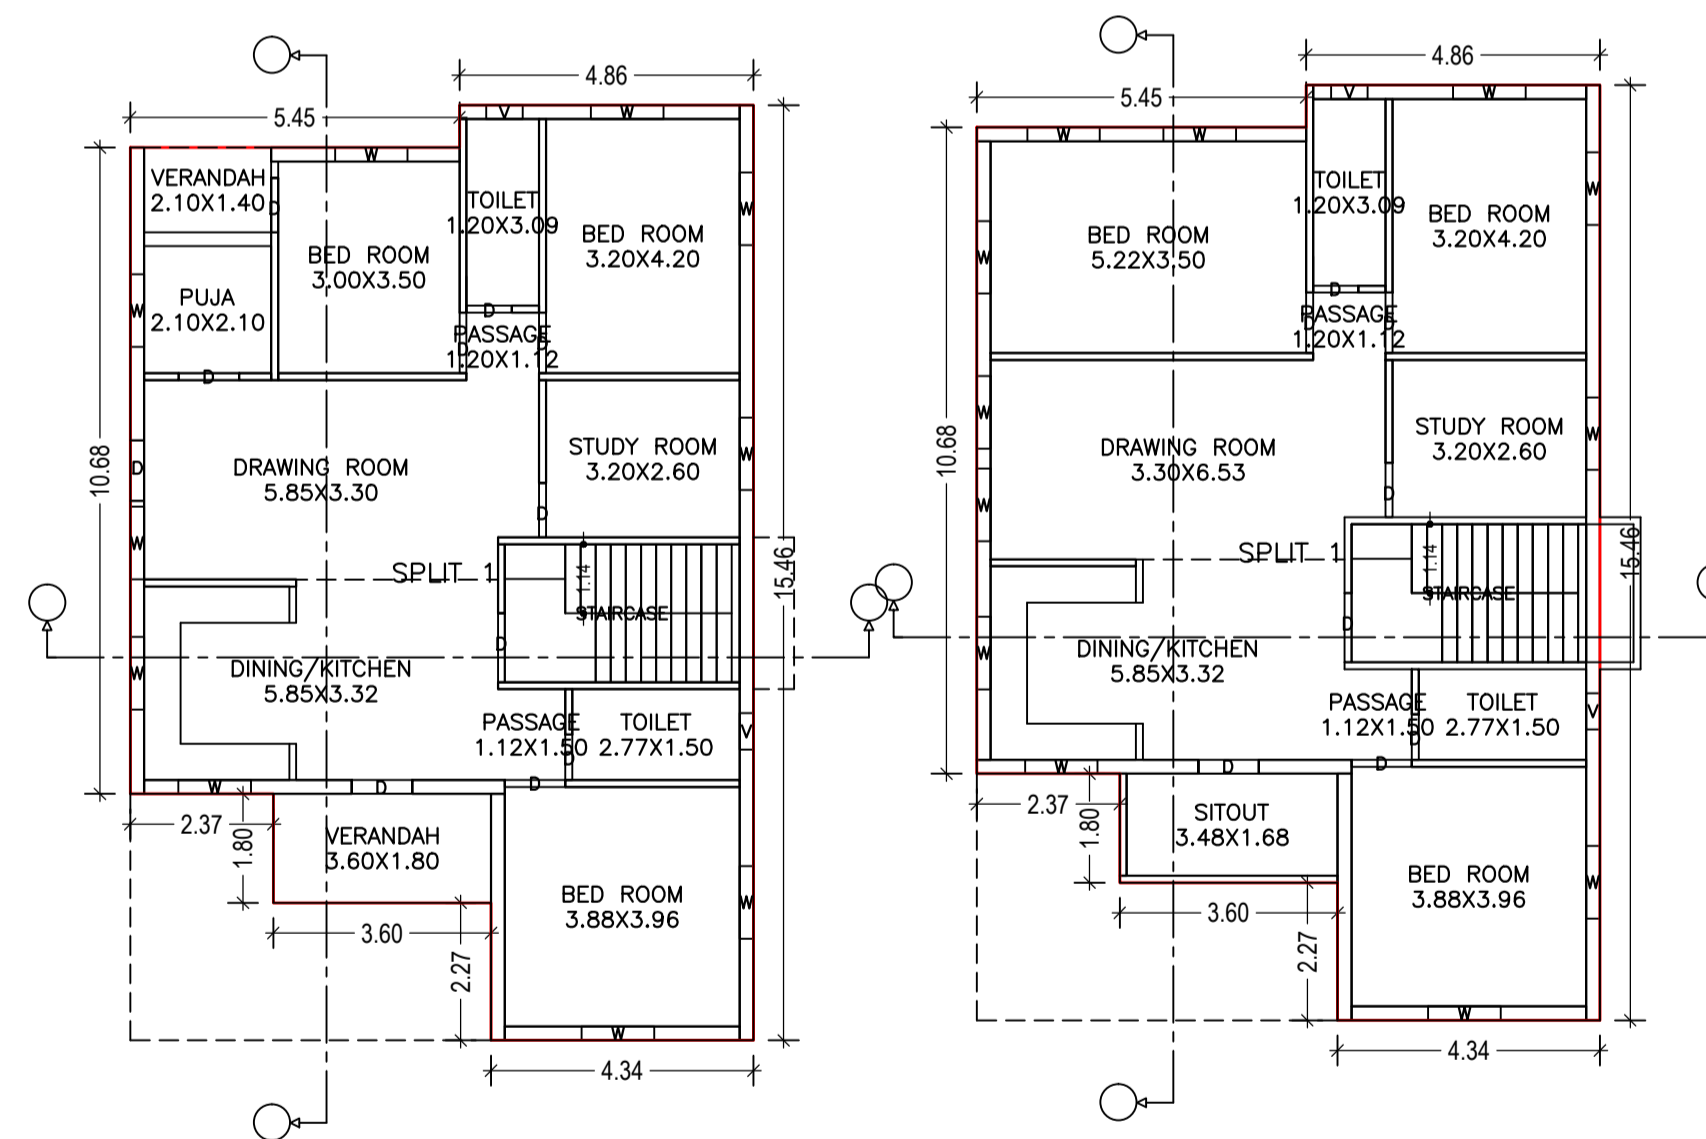 4.86
5.45
V
W
W
VERANDAH
2.10X1.40
D
TOILET
1.20X3.09
W
BED ROOM
3.20X4.20
BED ROOM
3.00X3.50
PUJA
2.10X2.10
W
D
PASSAGE
1.20X1.12
D
D
D
10.68
DRAWING ROOM
5.85X3.30
D
STUDY ROOM
3.20X2.60
W
D
W
SPLIT 1
1.14
STAIRCASE
15.46
D
W
DINING/KITCHEN
5.85X3.32
PASSAGE
1.12X1.50
TOILET
2.77X1.50
V
D
W
D
D
2.37
1.80
VERANDAH
3.60X1.80
BED ROOM
3.88X3.96
W
3.60
2.27
W
4.34
4.86
5.45
V
W
W
W
TOILET
1.20X3.09
W
BED ROOM
3.20X4.20
BED ROOM
5.22X3.50
W
D
PASSAGE
1.20X1.12
D
D
W
10.68
DRAWING ROOM
3.30X6.53
STUDY ROOM
3.20X2.60
W
D
W
SPLIT 1
1.14
STAIRCASE
15.46
D
W
DINING/KITCHEN
5.85X3.32
PASSAGE
1.12X1.50
TOILET
2.77X1.50
V
D
W
D
D
2.37
1.80
SITOUT
3.48X1.68
BED ROOM
3.88X3.96
W
3.60
2.27
W
4.34